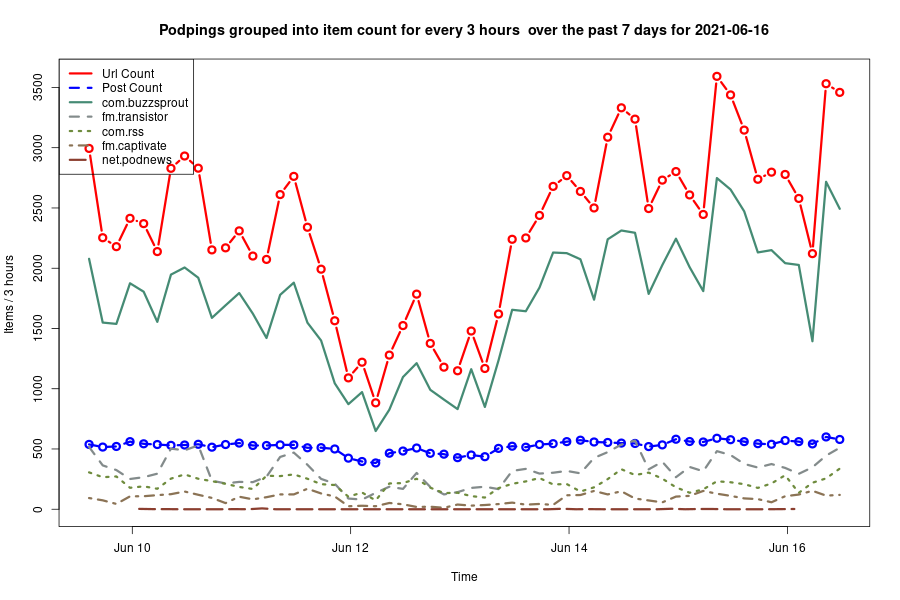 Podpings grouped into item count for every 3 hours  over the past 7 days for 2021-06-16
Url Count
Post Count
com.buzzsprout
fm.transistor
com.rss
fm.captivate
net.podnews
Items / 3 hours
3500
3000
2500
2000
1500
1000
500
0
Jun 10
Jun 12
Jun 14
Jun 16
Time